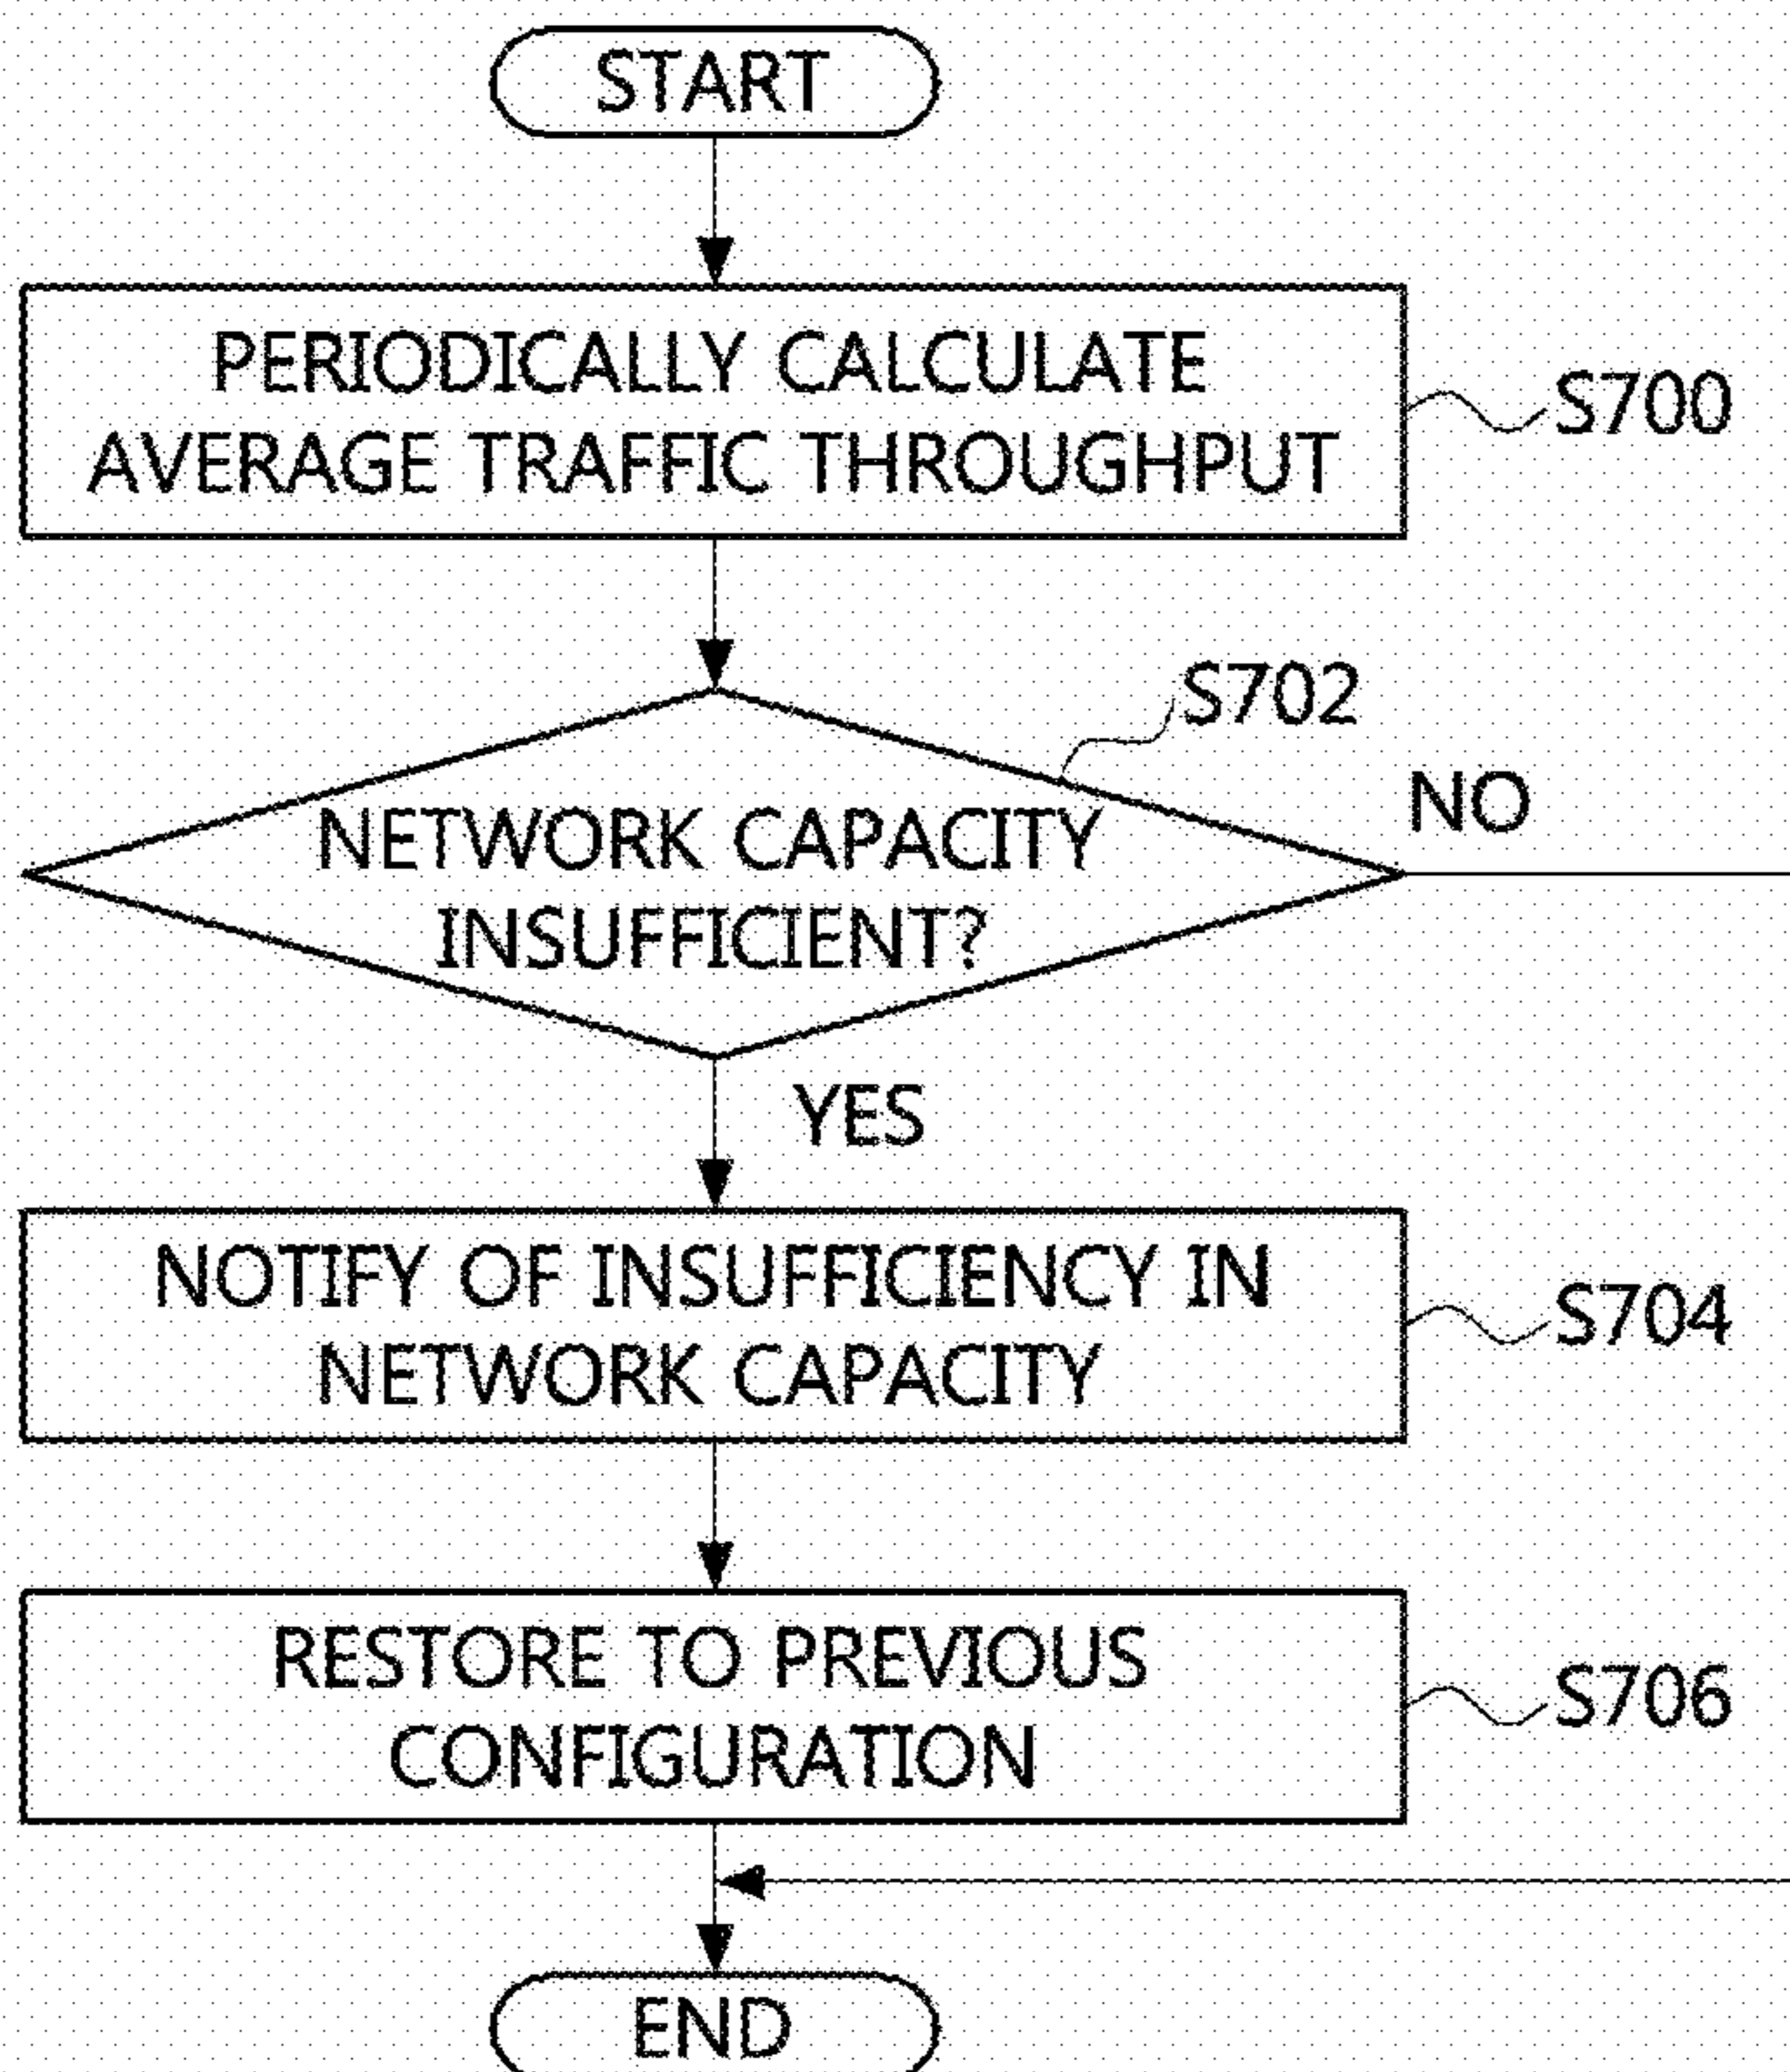 START
PERIODICALLY CALCULATE
AVERAGE TRAFFIC THROUGHPUT
S700
S702
NETWORK CAPACITY
INSUFFICIENT?
NO
YES
NOTIFY OF INSUFFICIENCY IN
NETWORK CAPACITY
S704
RESTORE TO PREVIOUS
CONFIGURATION
S706
END